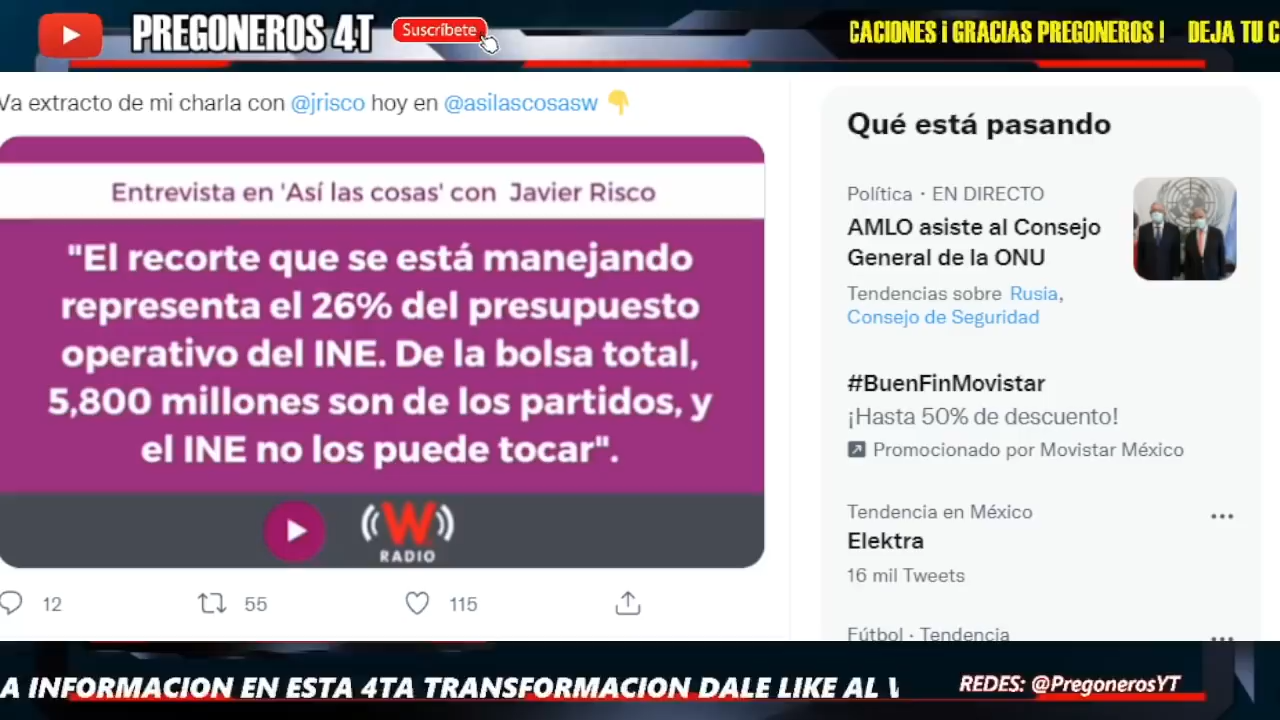 PREGONEROS 4T
Suscríbete
CACIONES ¡ GRACIAS PREGONEROS ! DEJA TU C
Va extracto de mi charla con @jrisco hoy en @asilascosasw
Entrevista en 'Así las cosas' con Javier Risco
"El recorte que se está manejando
representa el 26% del presupuesto
operativo del INE. De la bolsa total,
5,800 millones son de los partidos, y
el INE no los puede tocar".
W
RADIO
12
55
115
Qué está pasando
Política · EN DIRECTO
AMLO asiste al Consejo
General de la ONU
Tendencias sobre Rusia,
Consejo de Seguridad
#BuenFinMovistar
¡Hasta 50% de descuento!
Promocionado por Movistar México
Tendencia en México
Elektra
16 mil Tweets
Fútbol · Tendencia
A INFORMACION EN ESTA 4TA TRANSFORMACION DALE LIKE AL V
REDES: @PregonerosYT